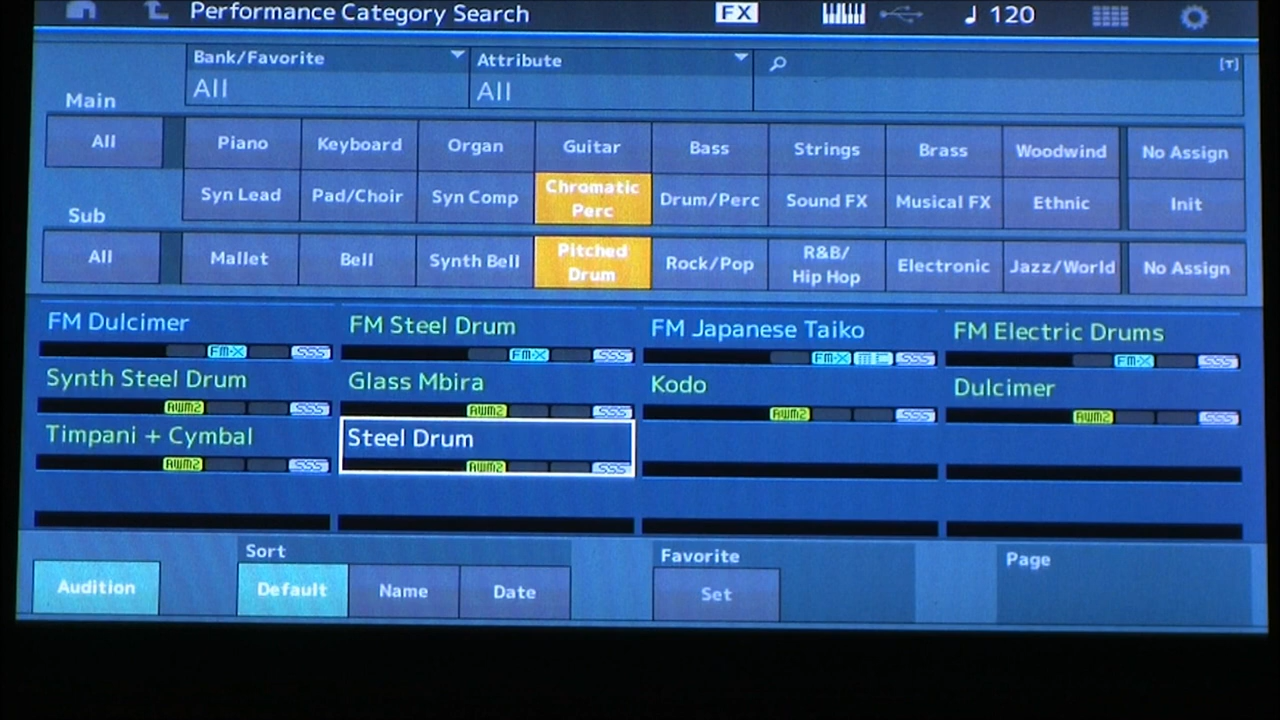 Performance Category Search FX 120
Bank/Favorite Attribute [T]
All All
Main
All Piano Keyboard Organ Guitar Bass Strings Brass Woodwind No Assign
Syn Lead Pad/Choir Syn Comp Chromatic Perc Drum/Perc Sound FX Musical FX Ethnic Init
Sub
All Mallet Bell Synth Bell Pitched Drum Rock/Pop R&B/ Hip Hop Electronic Jazz/World No Assign
FM Dulcimer FM Steel Drum FM Japanese Taiko FM Electric Drums
FM-X SSS FM-X SSS FM-X MC SSS FM-X SSS
Synth Steel Drum Glass Mbira Kodo Dulcimer
AWM2 SSS AWM2 SSS AWM2 SSS AWM2 SSS
Timpani + Cymbal Steel Drum
AWM2 SSS AWM2 SSS
Sort Favorite Page
Audition Default Name Date Set